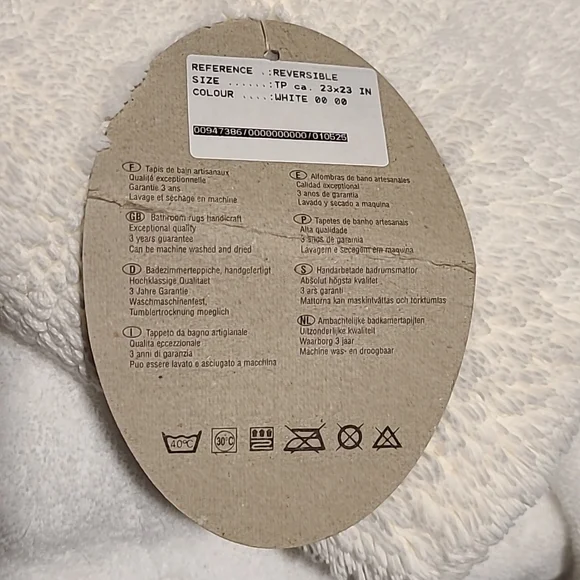 REFERENCE .:REVERSIBLE
SIZE ......:TP ca. 23x23 IN
COLOUR ....:WHITE 00 00
00947386/0000000000/010525
F Tapis de bain artisanaux
Qualité exceptionnelle
Garantie 3 ans
Lavage et séchage en machine
GB Bathroom rugs handicraft
Exceptional quality
3 years guarantee
Can be machine washed and dried
D Badezimmerteppiche, handgefertigt
Hochklassige Qualitaet
3 Jahre Garantie
Waschmaschinenfest,
Tumblertrocknung moeglich
I Tappeto da bagno artigianale
Qualita eccezzionale
3 anni di garanzia
Puo essere lavato e asciugato a macchina
E Alfombras de bano artesanales
Calidad exceptional
3 anos de garantia
Lavado y secado a maquina
P Tapetes de banho artesanais
Alta qualidade
3 anos de garantia
Lavagem e secagem em maquina
S Handarbetade badrumsmattor
Absolut högsta kvalitet
3 års garanti
Mattorna kan maskintvättas och torktumlas
NL Ambachtelijke badkamertapijten
Uitzonderlijke kwaliteit
Waarborg 3 jaar
Machine was- en droogbaar
40°C 30°C